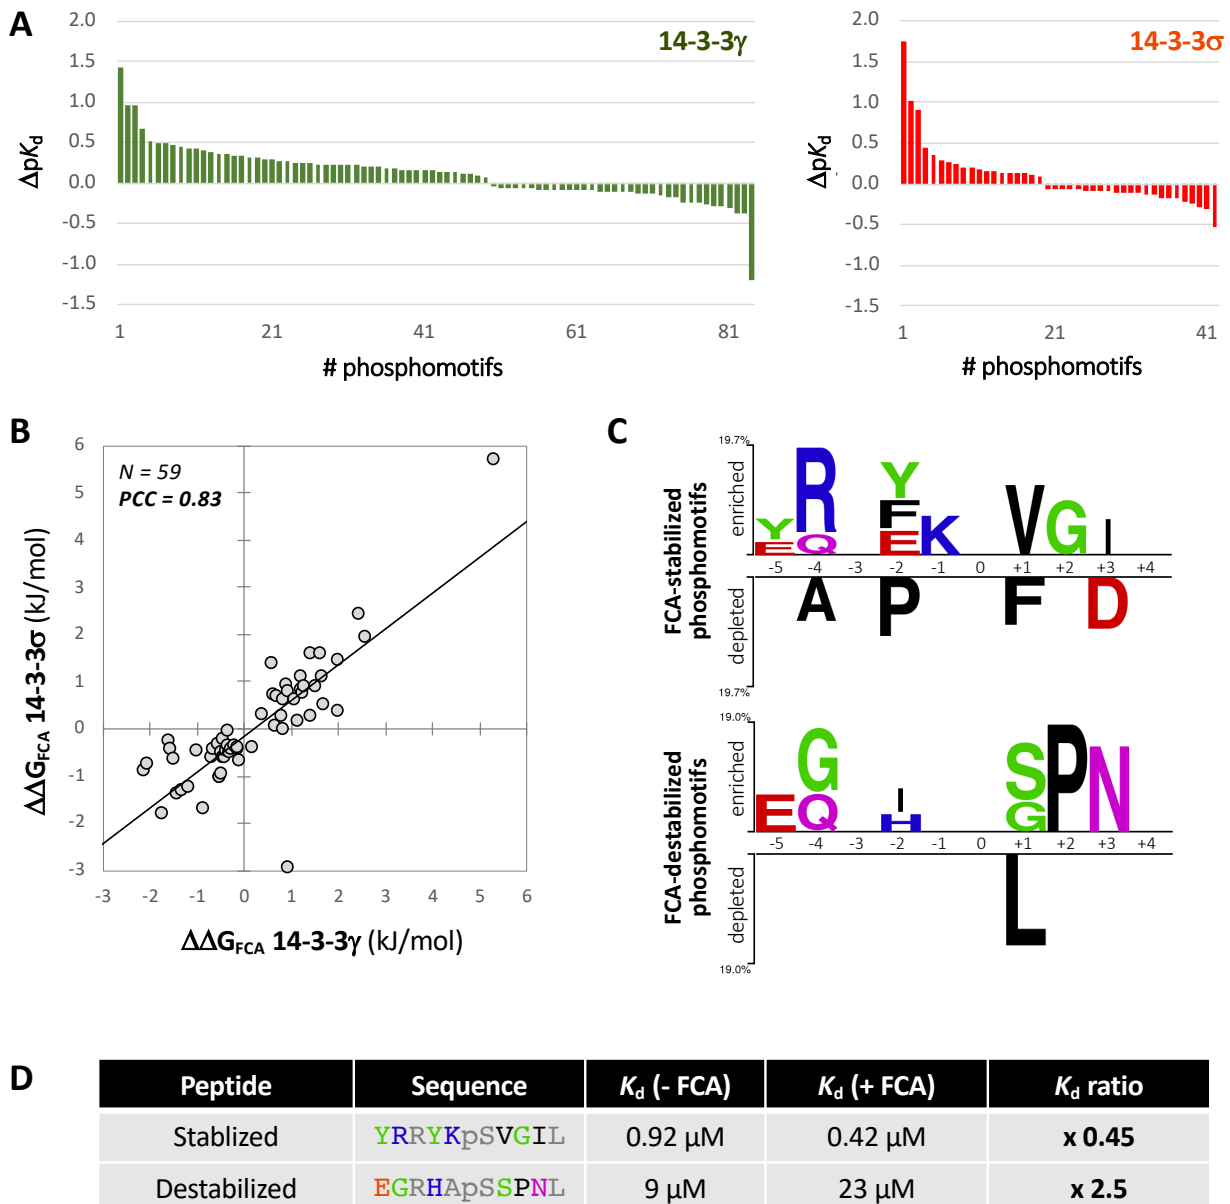 A
14-3-3γ
2.0
1.5
1.0
0.5
0.0
-0.5
-1.0
-1.5
ΔpKd
1 21 41 61 81
# phosphomotifs
14-3-3σ
2.0
1.5
1.0
0.5
0.0
-0.5
-1.0
-1.5
ΔpKd
1 21 41
# phosphomotifs
B
N = 59
PCC = 0.83
6
5
4
3
2
1
0
-1
-2
-3
ΔΔGFCA 14-3-3σ (kJ/mol)
-3 -2 -1 0 1 2 3 4 5 6
ΔΔGFCA 14-3-3γ (kJ/mol)
C
FCA-stabilized
phosphomotifs
19.7%
enriched
Y E R Q Y F E K V G I
-5 -4 -3 -2 -1 0 +1 +2 +3 +4
depleted
A P F D
19.7%
FCA-destabilized
phosphomotifs
19.0%
enriched
E G Q I H S G P N
-5 -4 -3 -2 -1 0 +1 +2 +3 +4
depleted
L
19.0%
D
Peptide Sequence Kd (- FCA) Kd (+ FCA) Kd ratio
Stablized YRRYKpSVGIL 0.92 μM 0.42 μM x 0.45
Destabilized EGRHApSSPNL 9 μM 23 μM x 2.5